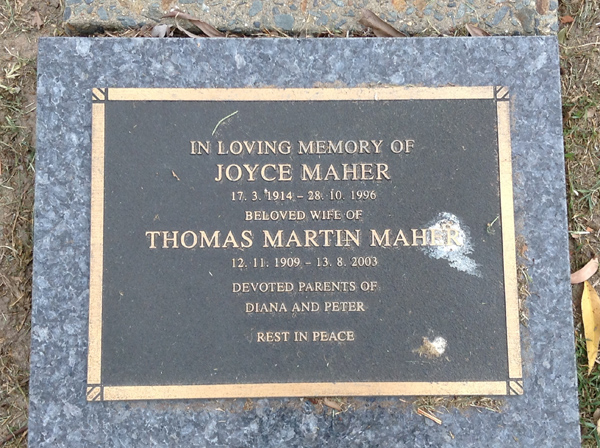 IN LOVING MEMORY OF
JOYCE MAHER
17. 3. 1914 – 28. 10. 1996
BELOVED WIFE OF
THOMAS MARTIN MAHER
12. 11. 1909 – 13. 8. 2003
DEVOTED PARENTS OF
DIANA AND PETER
REST IN PEACE